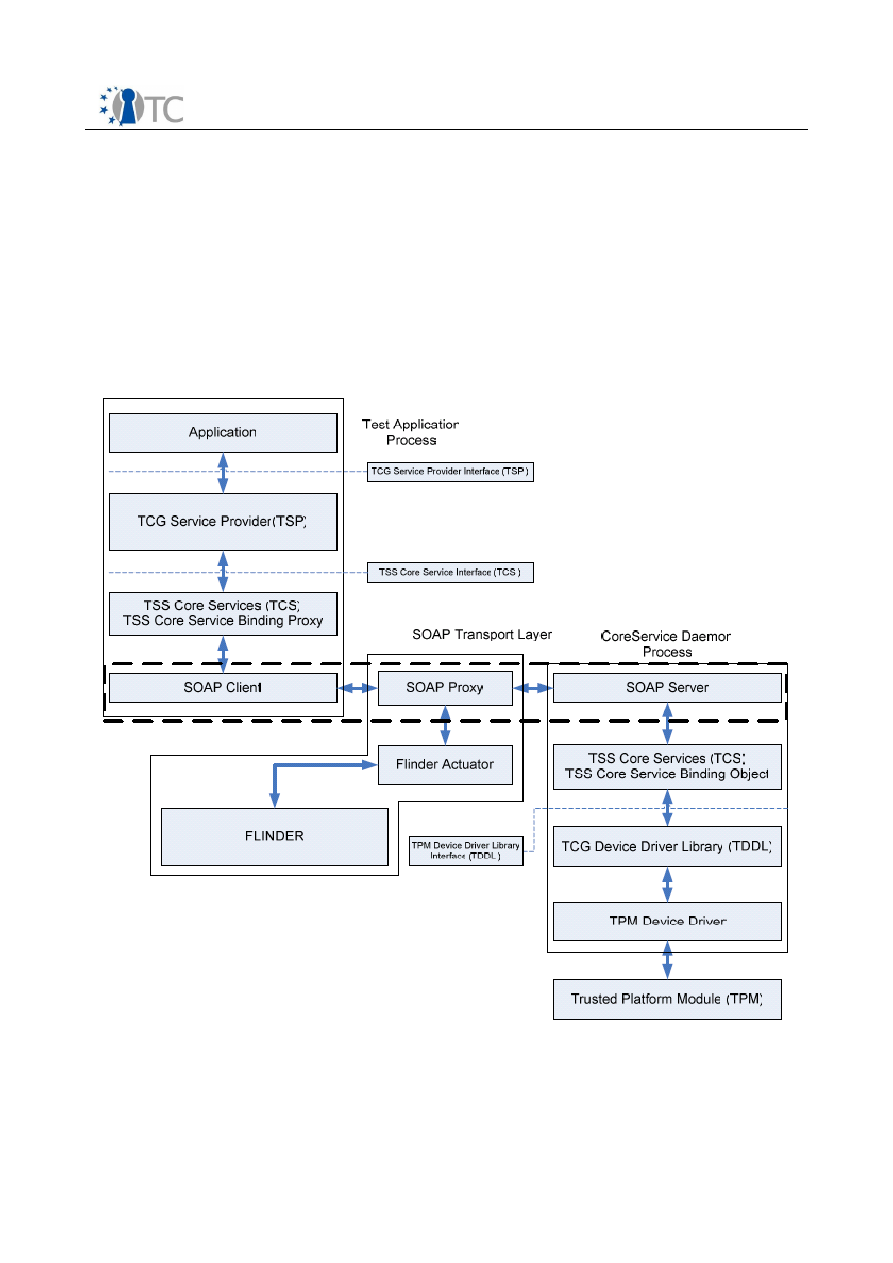 TC
Application
Test Application
Process
TCG Service Provider Interface (TSPI)
TCG Service Provider(TSP)
TSS Core Service Interface (TCS)
TSS Core Services (TCS)
TSS Core Service Binding Proxy
SOAP Transport Layer
CoreService Daemor
Process
SOAP Client
SOAP Proxy
SOAP Server
Flinder Actuator
TSS Core Services (TCS)
TSS Core Service Binding Object
FLINDER
TPM Device Driver Library
Interface (TDDL)
TCG Device Driver Library (TDDL)
TPM Device Driver
Trusted Platform Module (TPM)